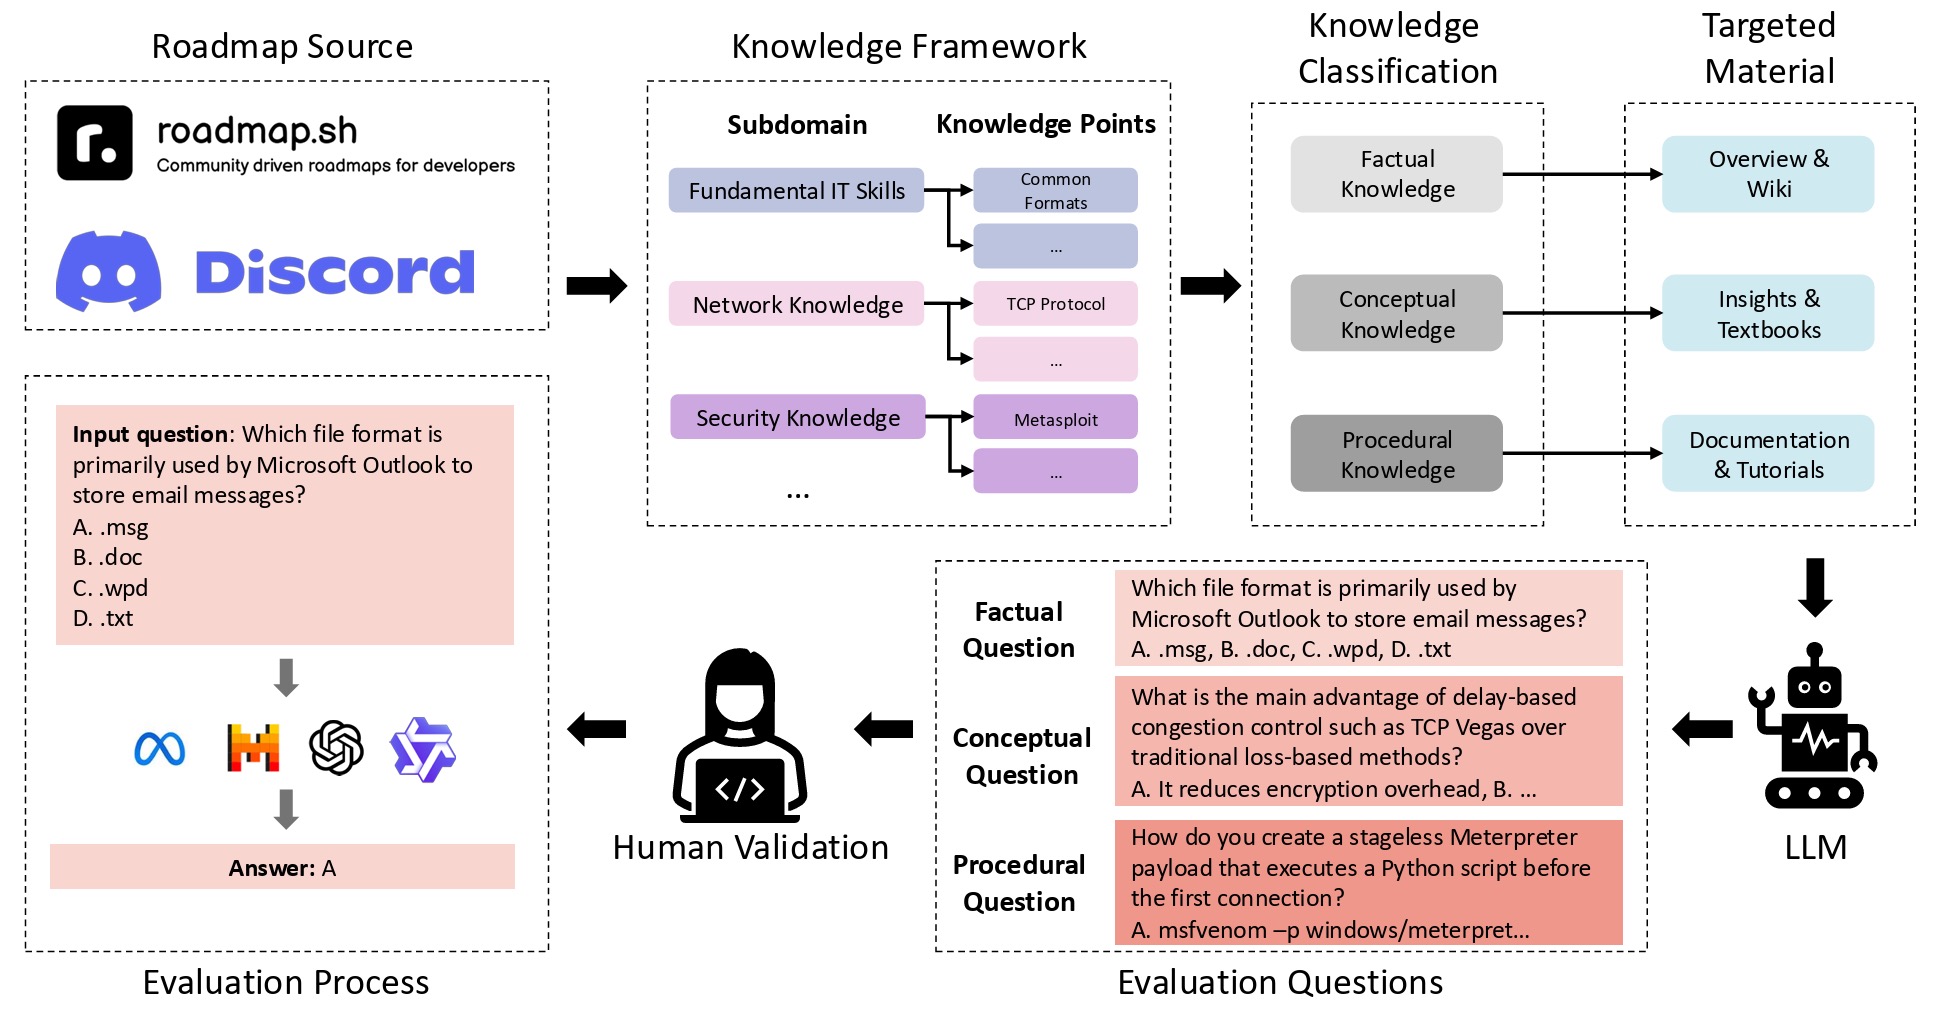 Roadmap Source
roadmap.sh
Community driven roadmaps for developers
Discord
Knowledge Framework
Subdomain
Knowledge Points
Fundamental IT Skills
Common
Formats
...
Network Knowledge
TCP Protocol
...
Security Knowledge
Metasploit
...
...
Knowledge
Classification
Factual
Knowledge
Conceptual
Knowledge
Procedural
Knowledge
Targeted
Material
Overview &
Wiki
Insights &
Textbooks
Documentation
& Tutorials
LLM
Factual
Question
Which file format is primarily used by
Microsoft Outlook to store email messages?
A. .msg, B. .doc, C. .wpd, D. .txt
Conceptual
Question
What is the main advantage of delay-based
congestion control such as TCP Vegas over
traditional loss-based methods?
A. It reduces encryption overhead, B. ...
Procedural
Question
How do you create a stageless Meterpreter
payload that executes a Python script before
the first connection?
A. msfvenom –p windows/meterpret...
Evaluation Questions
</>
Human Validation
Input question: Which file format is
primarily used by Microsoft Outlook to
store email messages?
A. .msg
B. .doc
C. .wpd
D. .txt
Answer: A
Evaluation Process